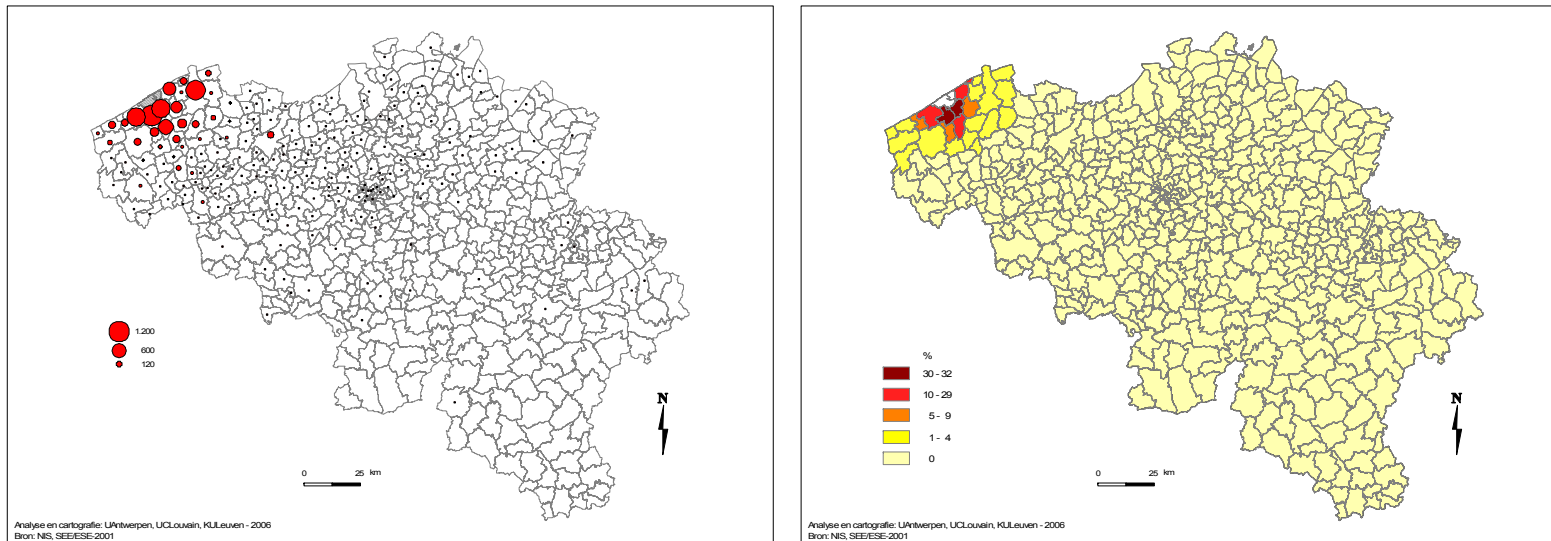 1.200
600
120
N
0 25 km
Analyse en cartografie: UAntwerpen, UCLouvain, KULeuven - 2006
Bron: NIS, SEE/ESE-2001
%
30 - 32
10 - 29
5 - 9
1 - 4
0
N
0 25 km
Analyse en cartografie: UAntwerpen, UCLouvain, KULeuven - 2006
Bron: NIS, SEE/ESE-2001